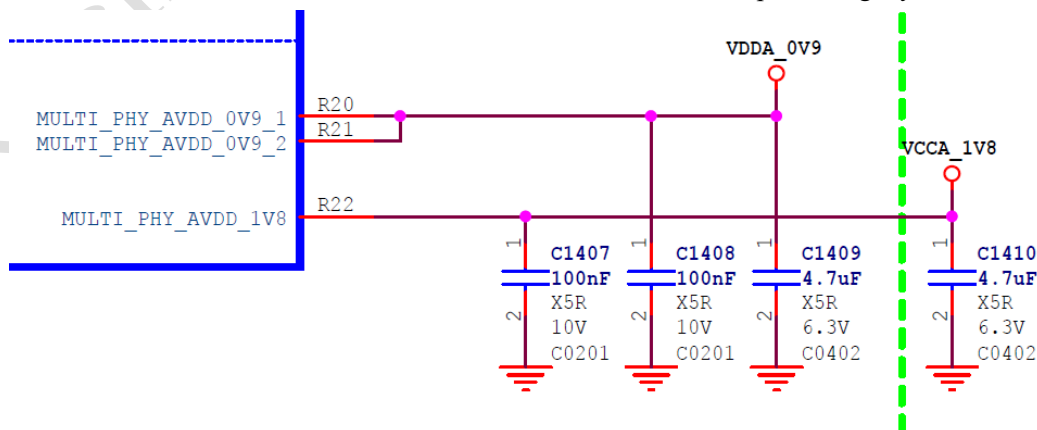 VDDA_0V9
MULTI_PHY_AVDD_0V9_1
R20
MULTI_PHY_AVDD_0V9_2
R21
VCCA_1V8
MULTI_PHY_AVDD_1V8
R22
1
C1407
100nF
X5R
2
10V
C0201
1
C1408
100nF
X5R
2
10V
C0201
1
C1409
4.7uF
X5R
2
6.3V
C0402
1
C1410
4.7uF
X5R
2
6.3V
C0402